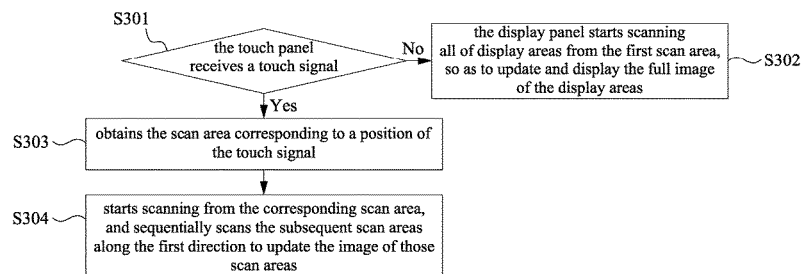 S301
the touch panel
receives a touch signal
No
the display panel starts scanning
all of display areas from the first scan area,
so as to update and display the full image
of the display areas
S302
Yes
S303
obtains the scan area corresponding to a position of
the touch signal
S304
starts scanning from the corresponding scan area,
and sequentially scans the subsequent scan areas
along the first direction to update the image of those
scan areas